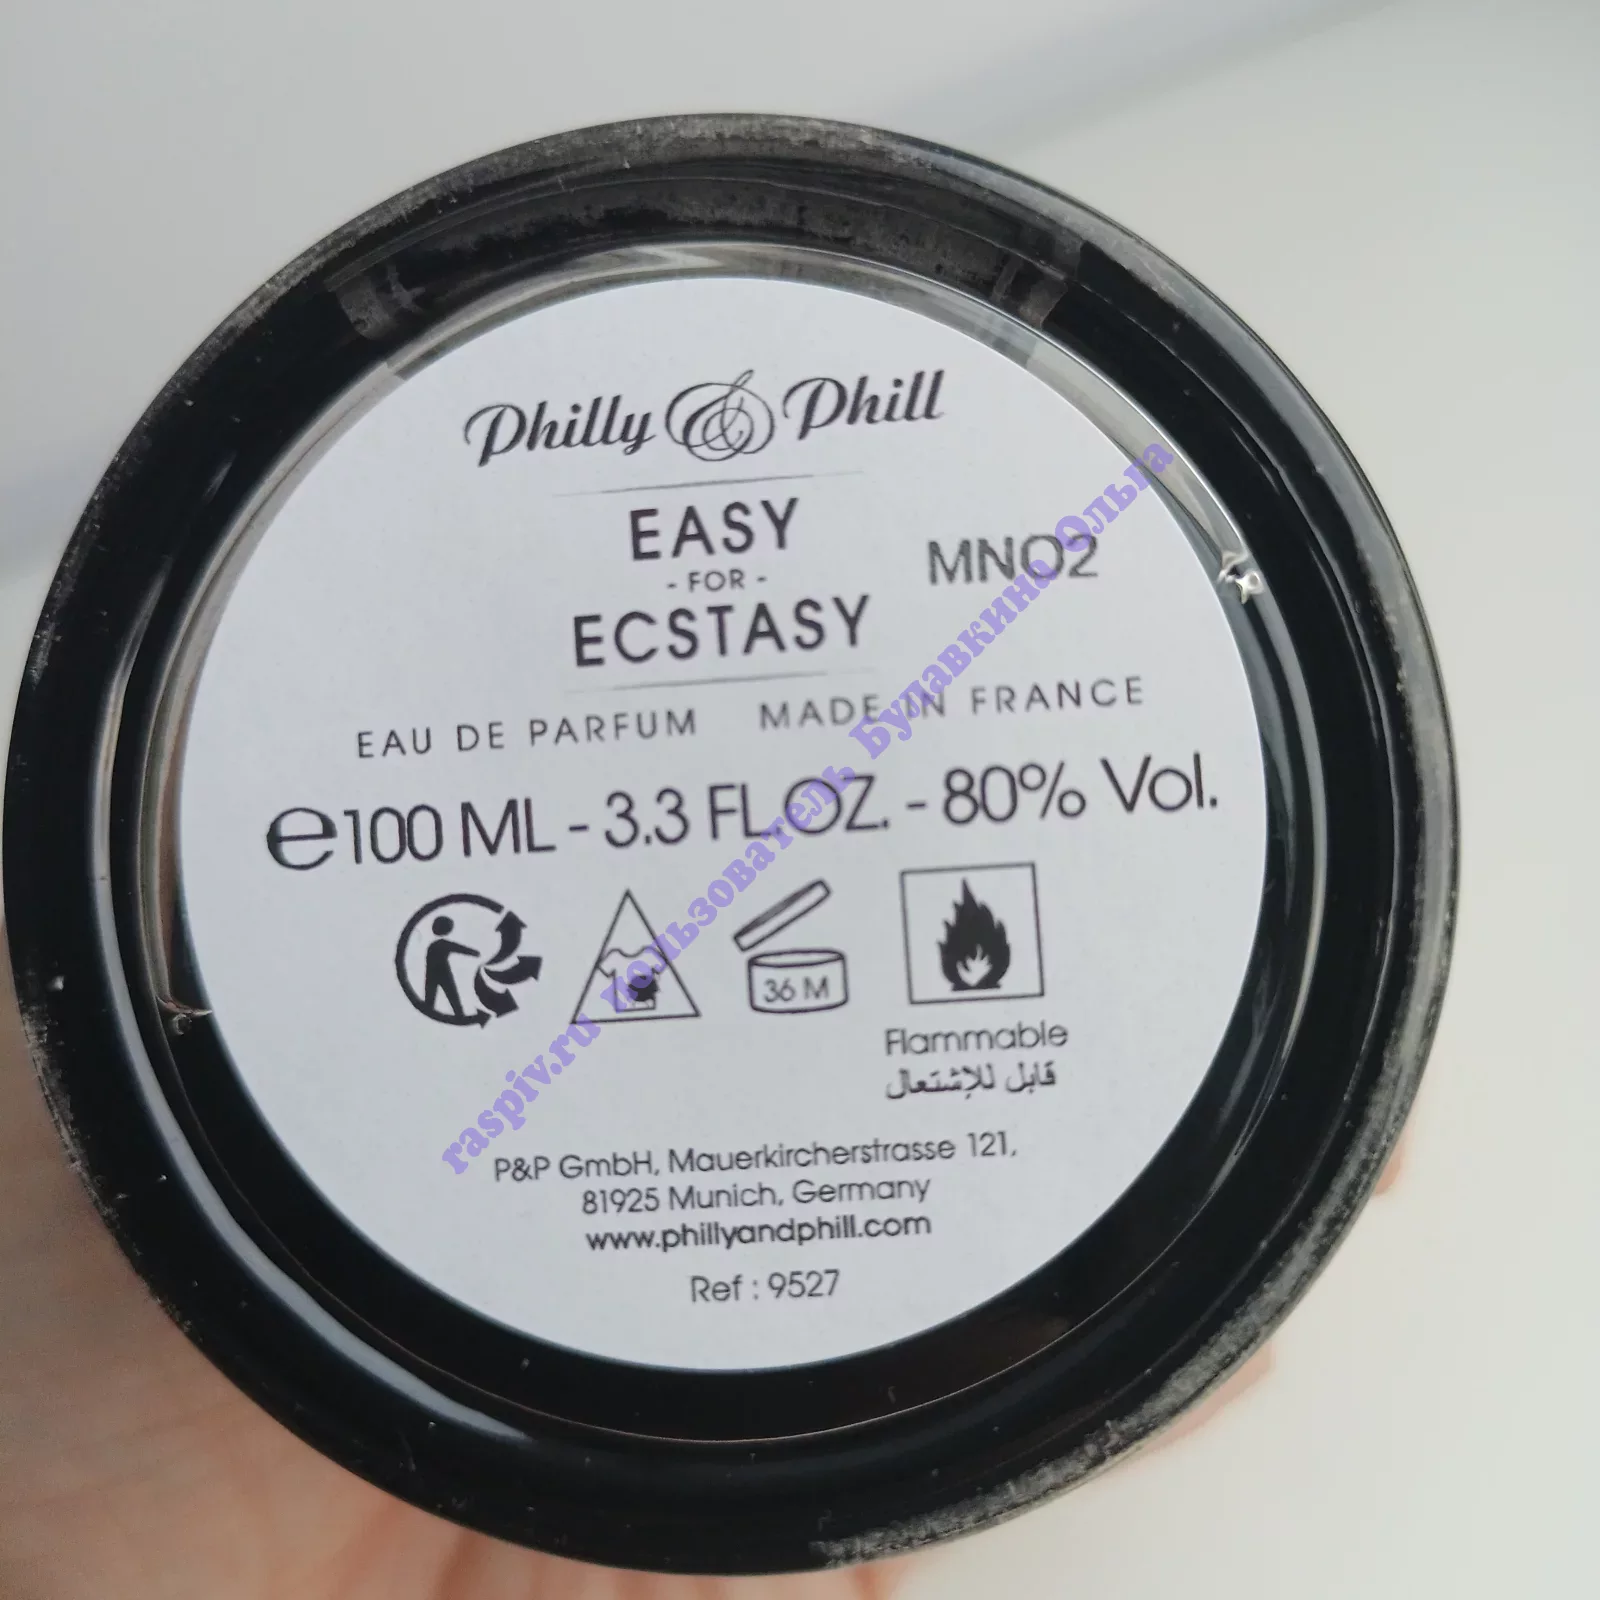 Philly & Phill
EASY
- FOR -
ECSTASY
MNO2
EAU DE PARFUM MADE IN FRANCE
℮100 ML - 3.3 FL.OZ. - 80% Vol.
36 M
Flammable
قابل للإشتعال
P&P GmbH, Mauerkircherstrasse 121,
81925 Munich, Germany
www.phillyandphill.com
Ref : 9527
raspiv.ru пользователь Булавкина Ольга